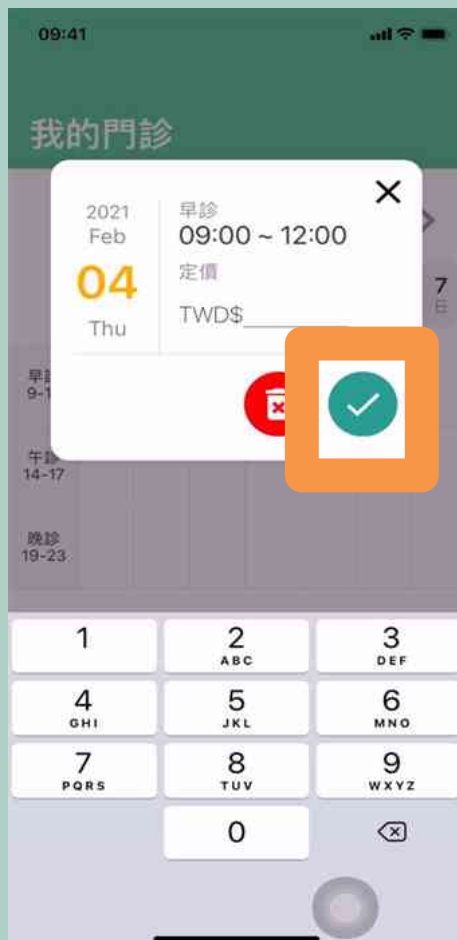 09:41
我的門診
2021
Feb
04
Thu
早診
09:00 ~ 12:00
定價
TWD$
7
日
早診
9-1
午診
14-17
晚診
19-23
1
2
ABC
3
DEF
4
GHI
5
JKL
6
MNO
7
PQRS
8
TUV
9
WXYZ
0